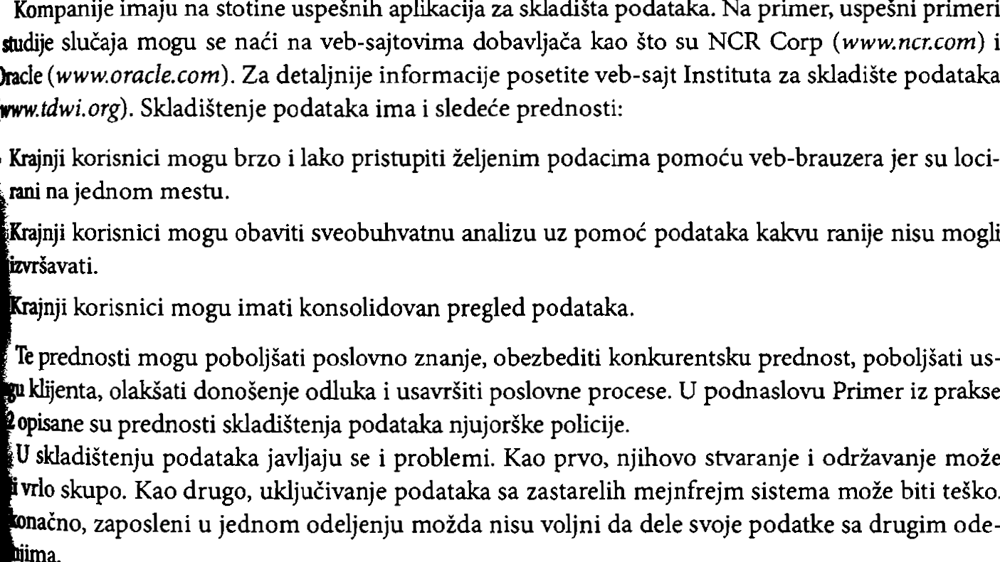 Kompanije imaju na stotine uspešnih aplikacija za skladišta podataka. Na primer, uspešni primeri
studije slučaja mogu se naći na veb-sajtovima dobavljača kao što su NCR Corp (www.ncr.com) i
Oracle (www.oracle.com). Za detaljnije informacije posetite veb-sajt Instituta za skladište podataka
www.tdwi.org). Skladištenje podataka ima i sledeće prednosti:
Krajnji korisnici mogu brzo i lako pristupiti željenim podacima pomoću veb-brauzera jer su loci-
rani na jednom mestu.
Krajnji korisnici mogu obaviti sveobuhvatnu analizu uz pomoć podataka kakvu ranije nisu mogli
izvršavati.
Krajnji korisnici mogu imati konsolidovan pregled podataka.
Te prednosti mogu poboljšati poslovno znanje, obezbediti konkurentsku prednost, poboljšati us-
gu klijenta, olakšati donošenje odluka i usavršiti poslovne procese. U podnaslovu Primer iz prakse
2 opisane su prednosti skladištenja podataka njujorške policije.
U skladištenju podataka javljaju se i problemi. Kao prvo, njihovo stvaranje i održavanje može
i vrlo skupo. Kao drugo, uključivanje podataka sa zastarelih mejnfrejm sistema može biti teško.
konačno, zaposleni u jednom odeljenju možda nisu voljni da dele svoje podatke sa drugim ode-
njima.